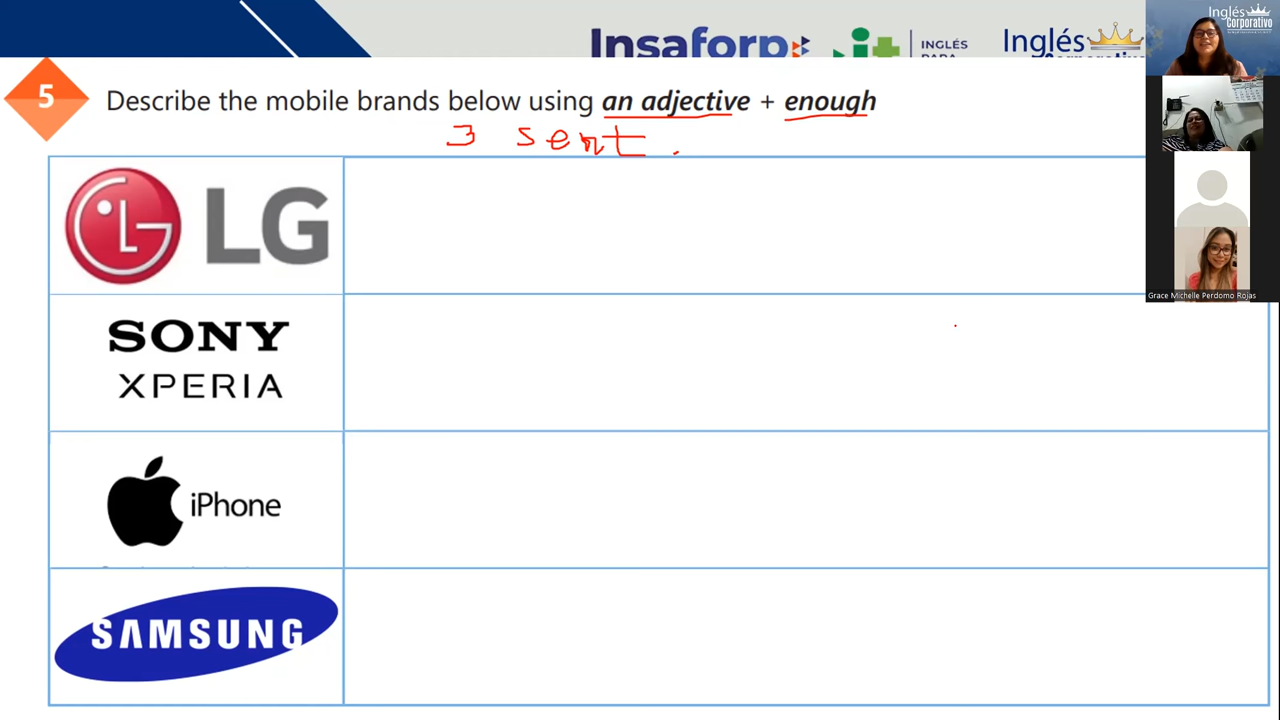 Insaforp
INGLÉS
Inglés
Inglés
Corporativo
5
Describe the mobile brands below using an adjective + enough
3 sent.
LG
SONY
XPERIA
iPhone
SAMSUNG
Grace Michelle Perdomo Rojas